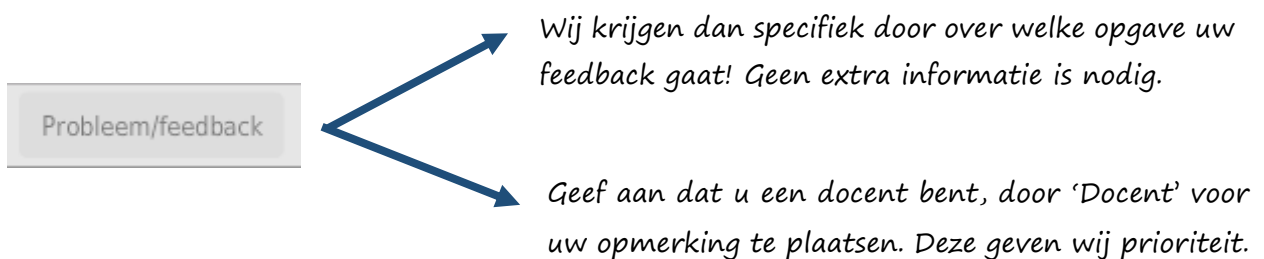 Wij krijgen dan specifiek door over welke opgave uw
feedback gaat! Geen extra informatie is nodig.
Probleem/feedback
Geef aan dat u een docent bent, door ‘Docent’ voor
uw opmerking te plaatsen. Deze geven wij prioriteit.